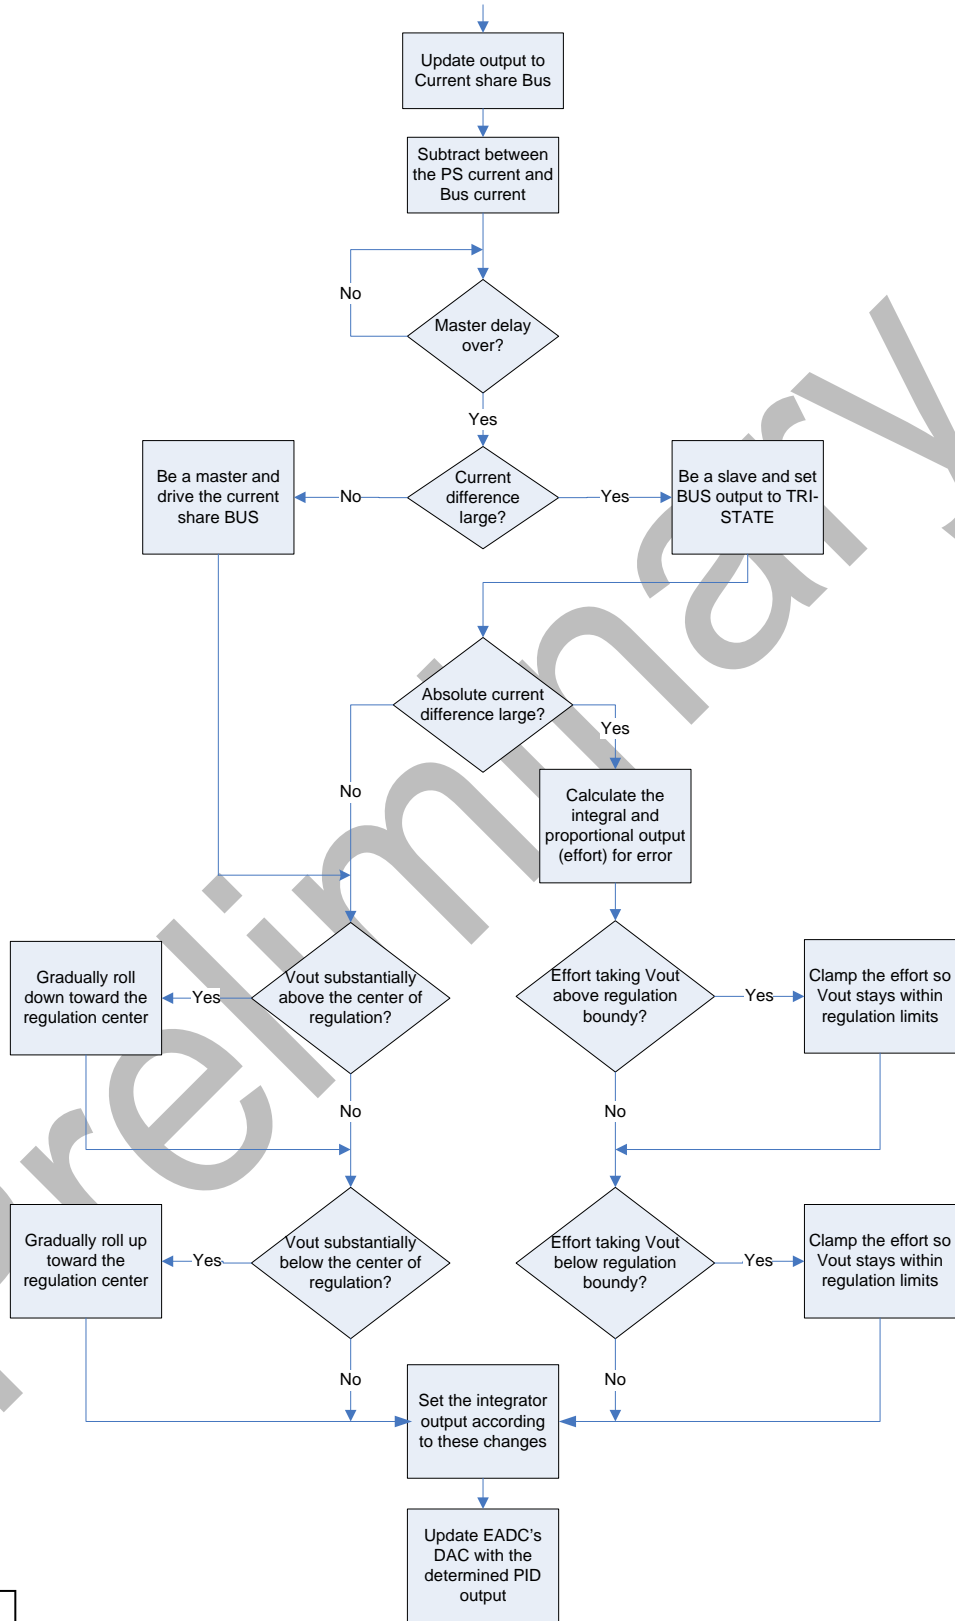 Update output to
Current share Bus
Subtract between
the PS current and
Bus current
No
Master delay
over?
Yes
Be a master and
drive the current
share BUS
No
Current
difference
large?
Yes
Be a slave and set
BUS output to TRI-
STATE
Absolute current
difference large?
Yes
No
Calculate the
integral and
proportional output
(effort) for error
Gradually roll
down toward the
regulation center
Yes
Vout substantially
above the center of
regulation?
Effort taking Vout
above regulation
boundy?
Yes
Clamp the effort so
Vout stays within
regulation limits
No
No
Gradually roll up
toward the
regulation center
Yes
Vout substantially
below the center of
regulation?
Effort taking Vout
below regulation
boundy?
Yes
Clamp the effort so
Vout stays within
regulation limits
No
No
Set the integrator
output according
to these changes
Update EADC's
DAC with the
determined PID
output
Preliminary